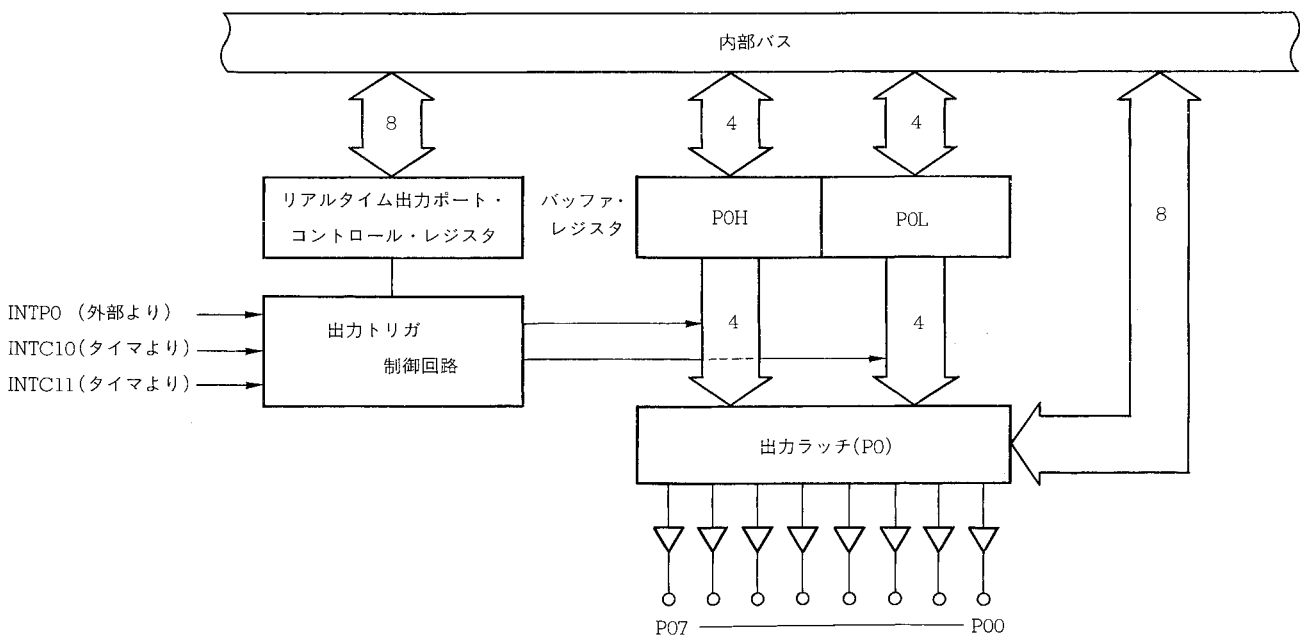 内部バス
8
4
4
リアルタイム出力ポート・
コントロール・レジスタ
バッファ・
レジスタ
P0H
P0L
8
INTP0 (外部より)
INTC10(タイマより)
INTC11(タイマより)
出力トリガ
制御回路
4
4
出力ラッチ(P0)
P07
P00